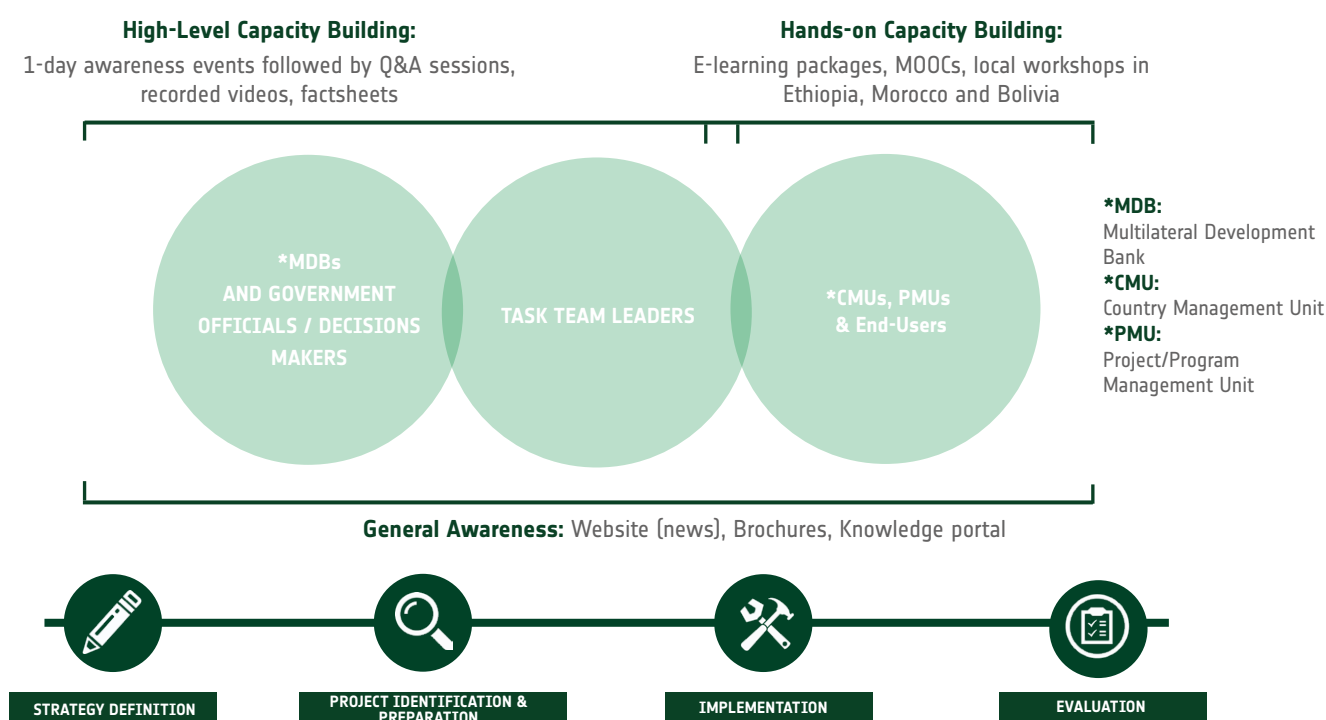 High-Level Capacity Building:
1-day awareness events followed by Q&A sessions,
recorded videos, factsheets
Hands-on Capacity Building:
E-learning packages, MOOCs, local workshops in
Ethiopia, Morocco and Bolivia
*MDBs
AND GOVERNMENT
OFFICIALS / DECISIONS
MAKERS
TASK TEAM LEADERS
*CMUs, PMUs
& End-Users
*MDB:
Multilateral Development
Bank
*CMU:
Country Management Unit
*PMU:
Project/Program
Management Unit
General Awareness: Website (news), Brochures, Knowledge portal
STRATEGY DEFINITION
PROJECT IDENTIFICATION &
PREPARATION
IMPLEMENTATION
EVALUATION